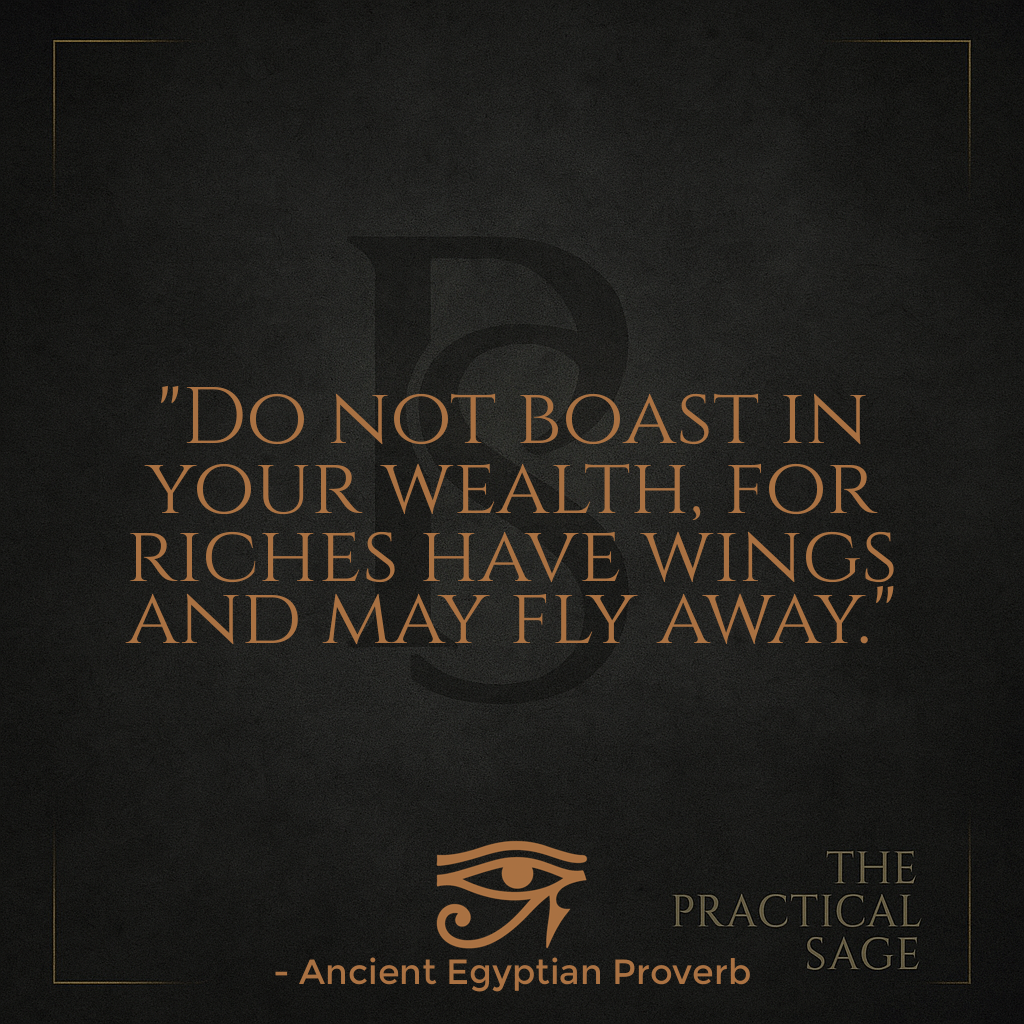 "Do not boast in
your wealth, for
riches have wings
and may fly away."
THE
PRACTICAL
SAGE
- Ancient Egyptian Proverb